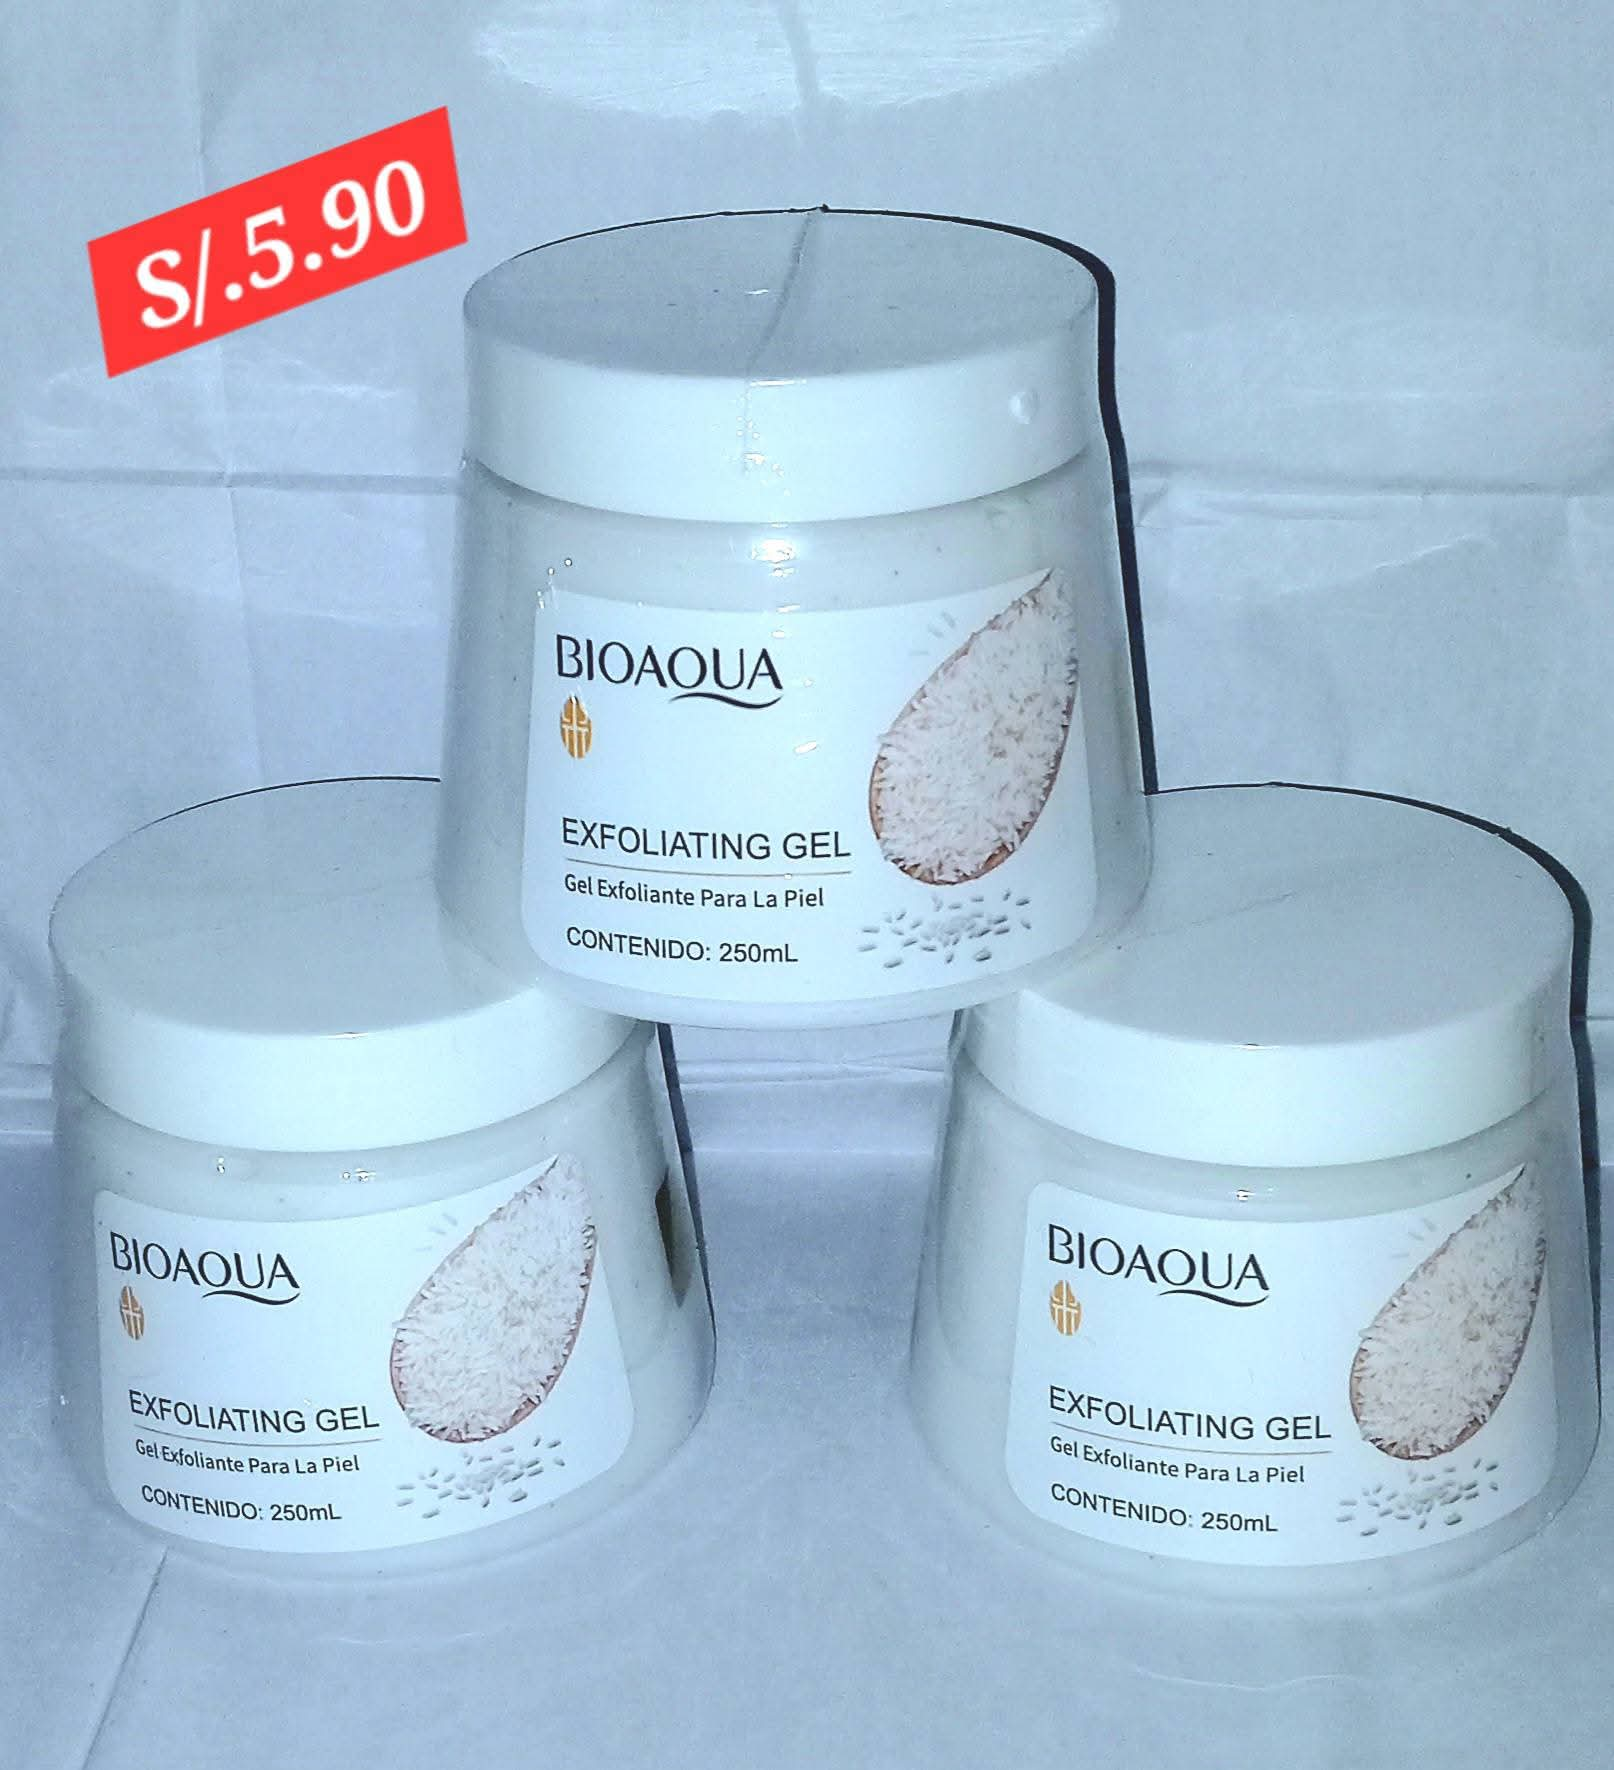 S/.5.90
BIOAQUA
EXFOLIATING GEL
Gel Exfoliante Para La Piel
CONTENIDO: 250mL
BIOAQUA
EXFOLIATING GEL
Gel Exfoliante Para La Piel
CONTENIDO: 250mL
BIOAQUA
EXFOLIATING GEL
Gel Exfoliante Para La Piel
CONTENIDO: 250mL